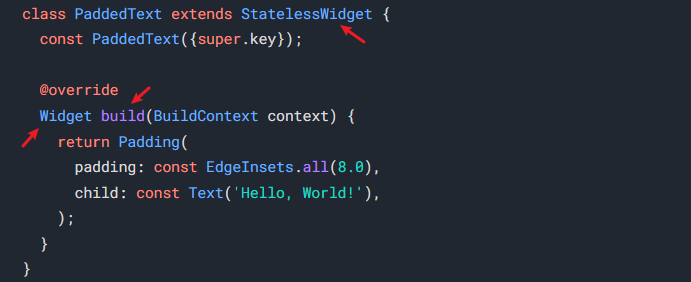 class PaddedText extends StatelessWidget {
  const PaddedText({super.key});

  @override
  Widget build(BuildContext context) {
    return Padding(
      padding: const EdgeInsets.all(8.0),
      child: const Text('Hello, World!'),
    );
  }
}